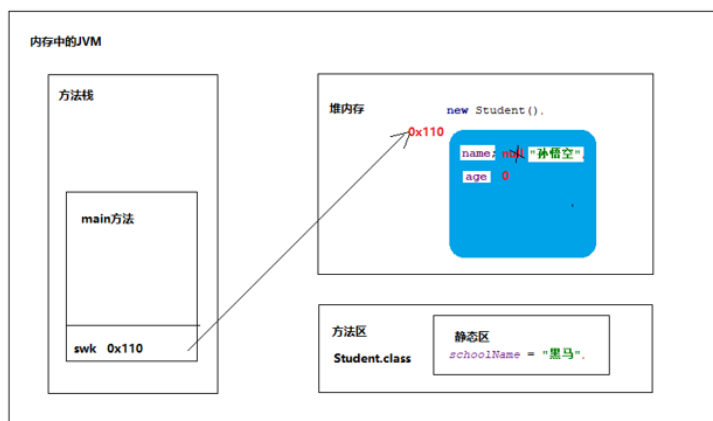 内存中的JVM
方法栈
main方法
swk 0x110
堆内存
new Student().
0x110
name; null "孙悟空"
age 0
方法区
Student.class
静态区
schoolName = "黑马".